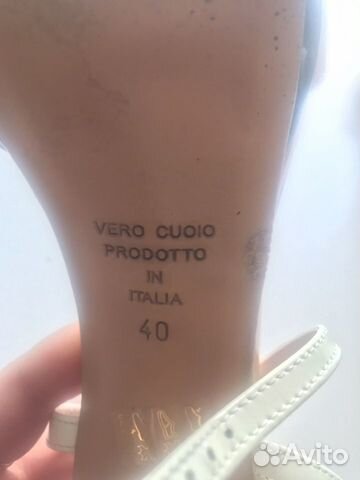 VERO CUOIO
PRODOTTO
IN
ITALIA
40
Avito